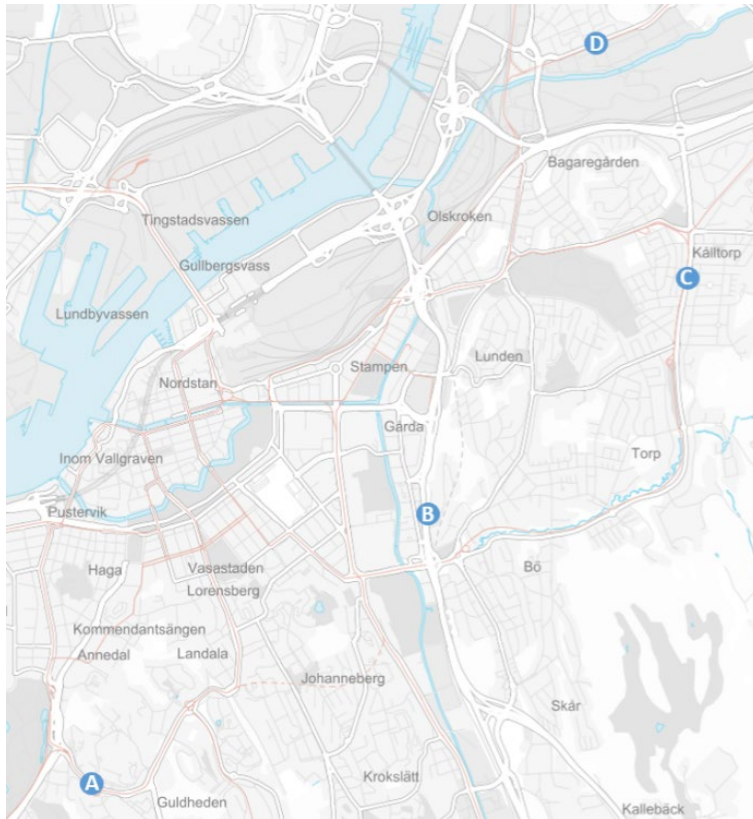 D
Bagaregården
Tingstadsvassen
Olskroken
Kålltorp
Gullbergsvass
C
Lundbyvassen
Lunden
Stampen
Nordstan
Gårda
Inom Vallgraven
Torp
Pustervik
B
Haga
Vasastaden
Bö
Lorensberg
Kommendantsängen
Annedal
Landala
Johanneberg
Skår
Krokslätt
A
Guldheden
Kallebäck